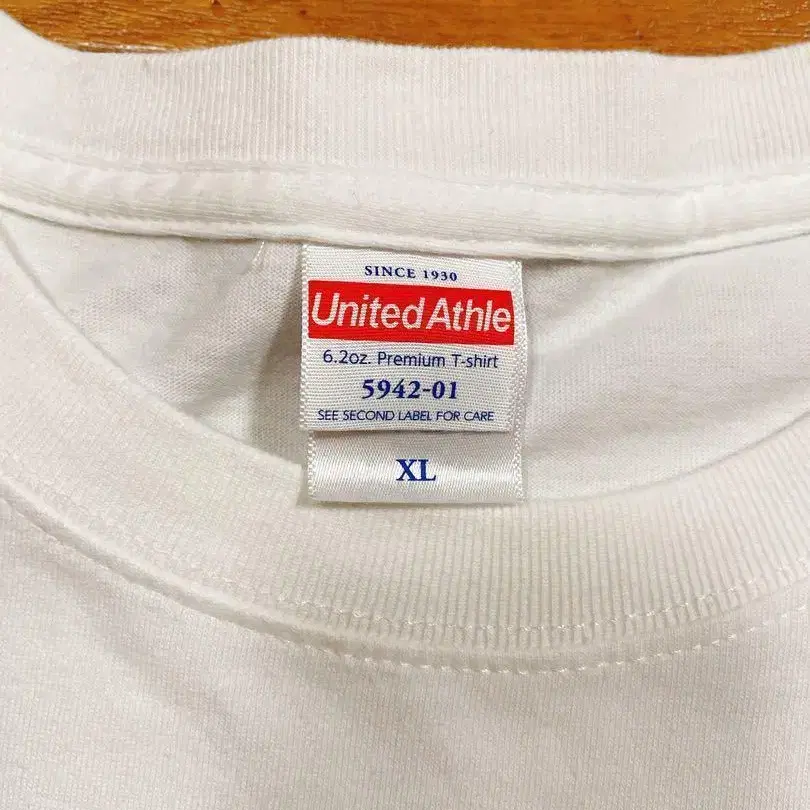 SINCE 1930
United Athle
6.2oz. Premium T-shirt
5942-01
SEE SECOND LABEL FOR CARE
XL